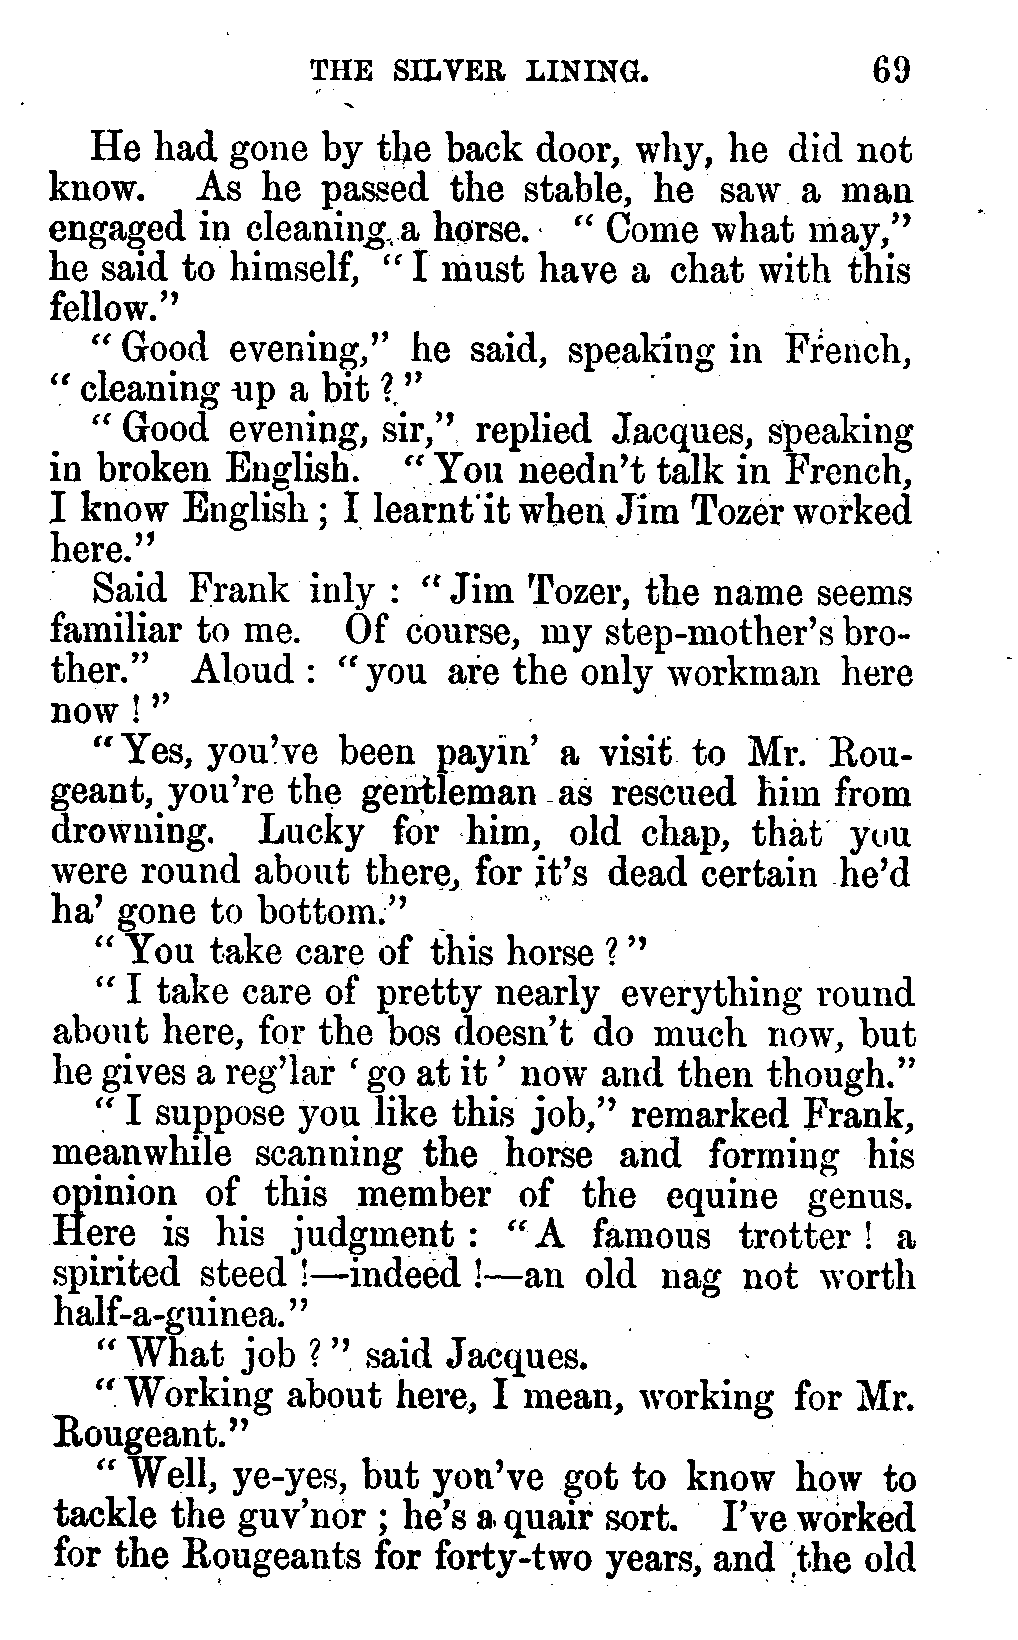 THE SILVER LINING. 69
He had gone by the back door, why, he did not
know. As he passed the stable, he saw a man
engaged in cleaning a horse. " Come what may,"
he said to himself, " I must have a chat with this
fellow."
" Good evening," he said, speaking in French,
" cleaning up a bit ? "
" Good evening, sir," replied Jacques, speaking
in broken English. " You needn't talk in French,
I know English ; I learnt it when Jim Tozer worked
here."
Said Frank inly : " Jim Tozer, the name seems
familiar to me. Of course, my step-mother's bro-
ther." Aloud : " you are the only workman here
now ! "
" Yes, you've been payin' a visit to Mr. Rou-
geant, you're the gentleman as rescued him from
drowning. Lucky for him, old chap, that you
were round about there, for it's dead certain he'd
ha' gone to bottom."
" You take care of this horse ? "
" I take care of pretty nearly everything round
about here, for the bos doesn't do much now, but
he gives a reg'lar ' go at it ' now and then though."
" I suppose you like this job," remarked Frank,
meanwhile scanning the horse and forming his
opinion of this member of the equine genus.
Here is his judgment : " A famous trotter ! a
spirited steed !—indeed !—an old nag not worth
half-a-guinea."
" What job ? " said Jacques.
" Working about here, I mean, working for Mr.
Rougeant."
" Well, ye-yes, but you've got to know how to
tackle the guv'nor ; he's a quair sort. I've worked
for the Rougeants for forty-two years, and the old